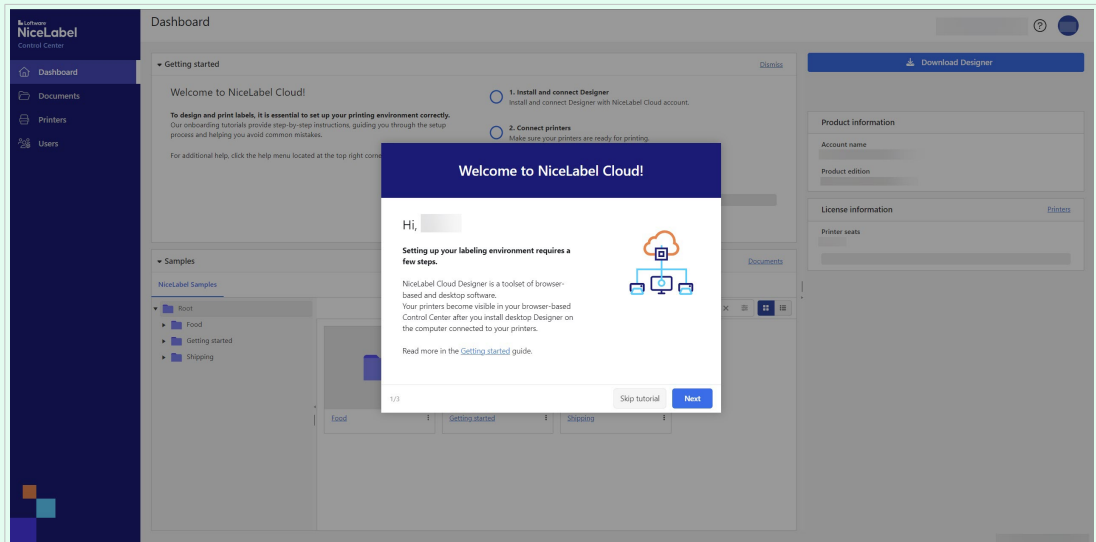 Loftware
NiceLabel
Control Center
Dashboard
Documents
Printers
Users
Dashboard
?
Getting started
Dismiss
Welcome to NiceLabel Cloud!
To design and print labels, it is essential to set up your printing environment correctly.
Our onboarding tutorials provide step-by-step instructions, guiding you through the setup
process and helping you avoid common mistakes.
For additional help, click the help menu located at the top right corne
1. Install and connect Designer
Install and connect Designer with NiceLabel Cloud account.
2. Connect printers
Make sure your printers are ready for printing.
Download Designer
Product information
Account name
Product edition
License information
Printers
Printer seats
Welcome to NiceLabel Cloud!
Hi,
Setting up your labeling environment requires a
few steps.
NiceLabel Cloud Designer is a toolset of browser-
based and desktop software.
Your printers become visible in your browser-based
Control Center after you install desktop Designer on
the computer connected to your printers.
Read more in the Getting started guide.
1/3
Skip tutorial
Next
Samples
Documents
NiceLabel Samples
Root
Food
Getting started
Shipping
Food
Getting started
Shipping